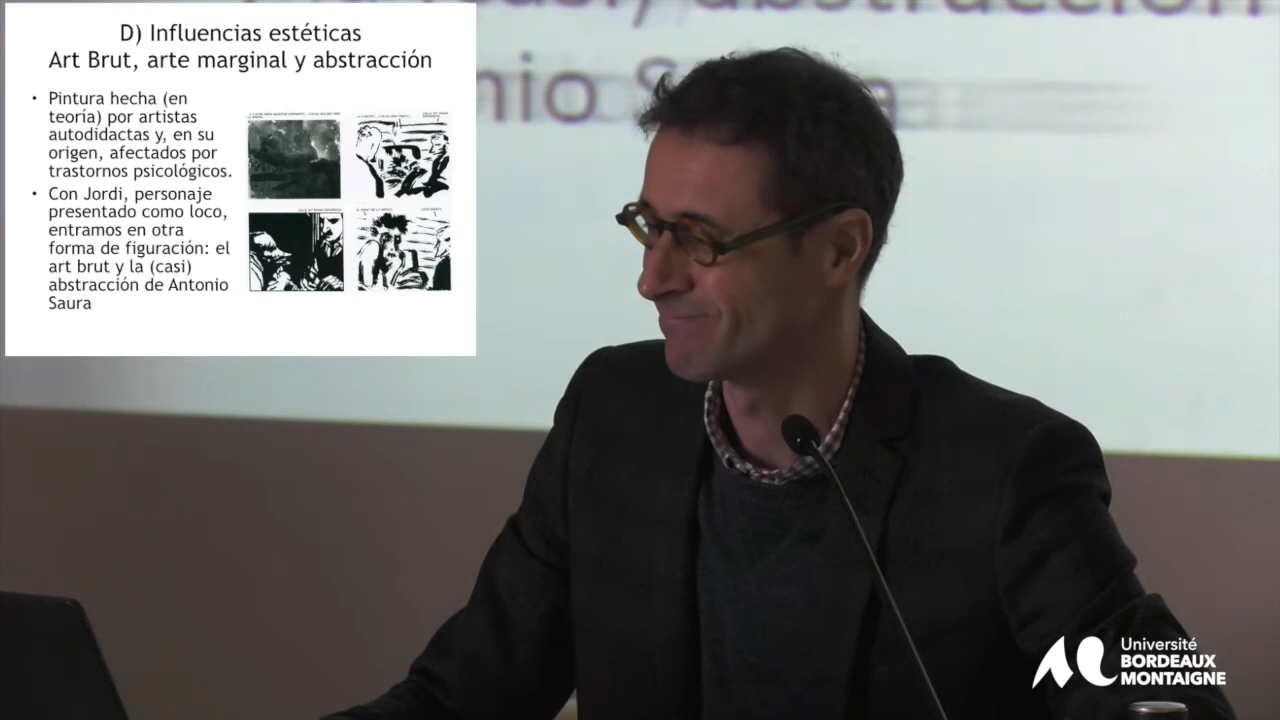 D) Influencias estéticas
Art Brut, arte marginal y abstracción
• Pintura hecha (en
teoría) por artistas
autodidactas y, en su
origen, afectados por
trastornos psicológicos.
• Con Jordi, personaje
presentado como loco,
entramos en otra
forma de figuración: el
art brut y la (casi)
abstracción de Antonio
Saura
Université
BORDEAUX
MONTAIGNE